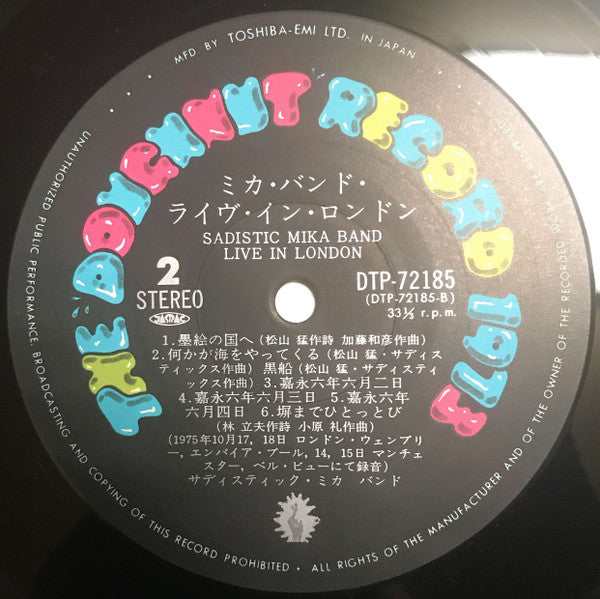 MFD. BY TOSHIBA-EMI LTD. IN JAPAN
THE DOUGHNUT RECORD 1972
ミカ・バンド・
ライヴ・イン・ロンドン
SADISTIC MIKA BAND
LIVE IN LONDON
2
STEREO
JASRAC
DTP-72185
(DTP-72185-B)
33⅓ r.p.m.
1.墨絵の国へ (松山 猛作詩 加藤和彦作曲)
2.何かが海をやってくる (松山 猛・サディス
ティックス作曲) 黒船 (松山 猛・サディスティ
ックス作曲) 3.嘉永六年六月二日
4.嘉永六年六月三日 5.嘉永六年
六月四日 6.塀までひとっとび
(林 立夫作詩 小原 礼作曲)
(1975年10月17, 18日 ロンドン・ウェンブリ
ー, エンパイア・プール, 14, 15日 マンチェ
スター, ベル・ビューにて録音)
サディスティック・ミカ バンド
UNAUTHORIZED PUBLIC PERFORMANCE, BROADCASTING AND COPYING OF THIS RECORD PROHIBITED • ALL RIGHTS OF THE MANUFACTURER AND OF THE OWNER OF THE RECORDED WORK